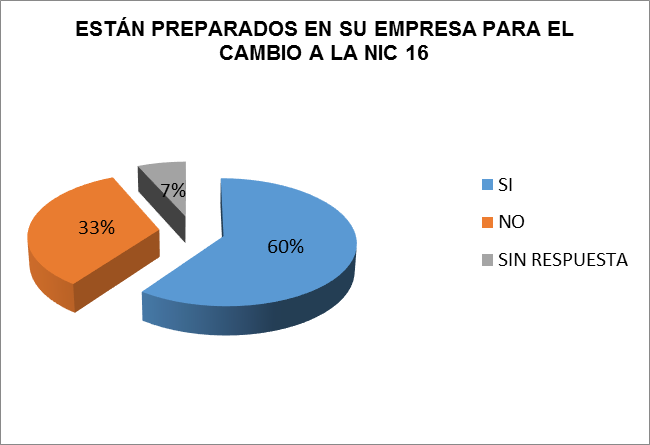 ESTÁN PREPARADOS EN SU EMPRESA PARA EL
CAMBIO A LA NIC 16
7%
33%
60%
SI
NO
SIN RESPUESTA